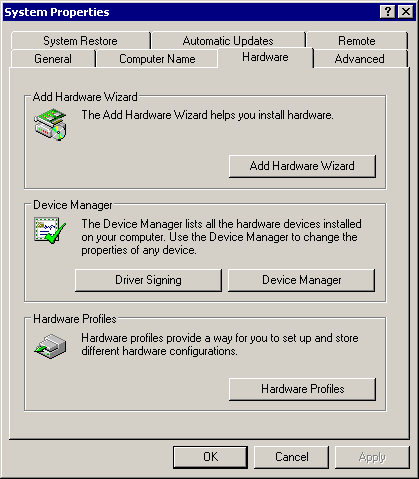 System Properties
System Restore Automatic Updates Remote
General Computer Name Hardware Advanced
Add Hardware Wizard
The Add Hardware Wizard helps you install hardware.
Add Hardware Wizard
Device Manager
The Device Manager lists all the hardware devices installed
on your computer. Use the Device Manager to change the
properties of any device.
Driver Signing Device Manager
Hardware Profiles
Hardware profiles provide a way for you to set up and store
different hardware configurations.
Hardware Profiles
OK Cancel Apply